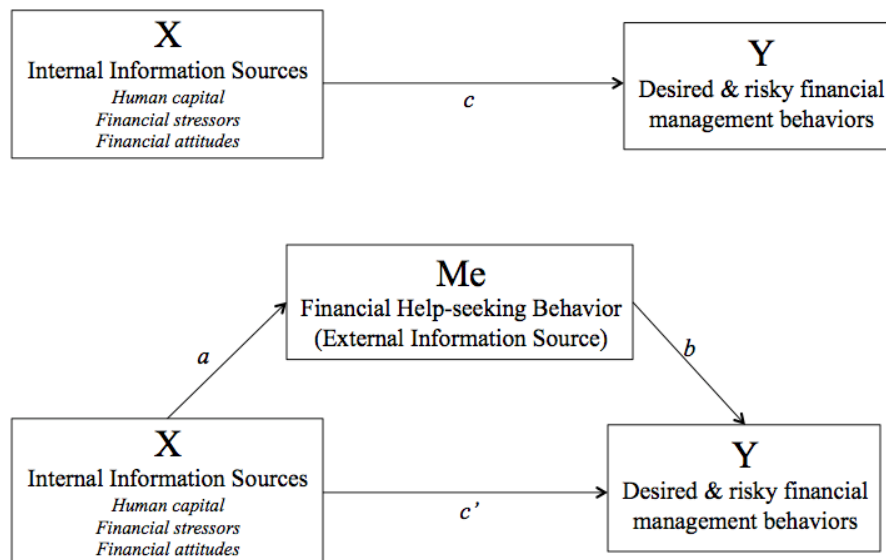 X
Internal Information Sources
Human capital
Financial stressors
Financial attitudes
c
Y
Desired & risky financial
management behaviors
Me
Financial Help-seeking Behavior
(External Information Source)
a
b
X
Internal Information Sources
Human capital
Financial stressors
Financial attitudes
c'
Y
Desired & risky financial
management behaviors